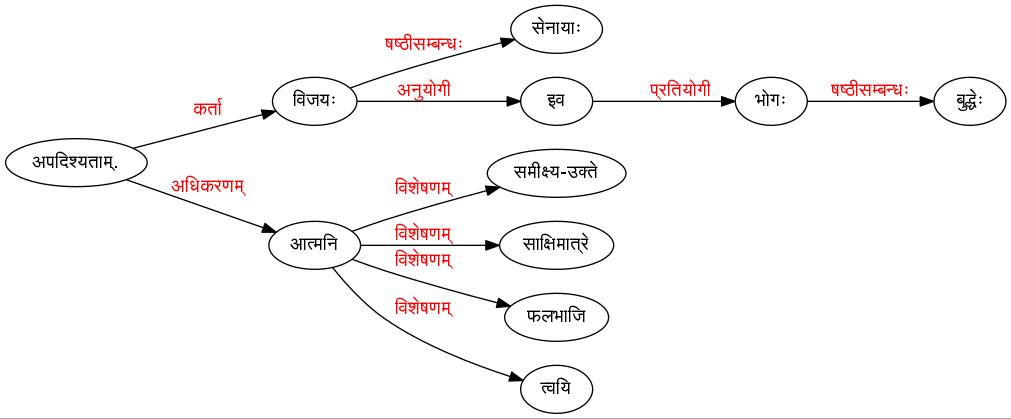 सेनायाः
षष्ठीसम्बन्धः
विजयः अनुयोगी इव प्रतियोगी भोगः षष्ठीसम्बन्धः बुद्धेः
कर्ता
अपदिश्यताम्.
समीक्ष्य-उक्ते
अधिकरणम् विशेषणम्
आत्मनि विशेषणम् साक्षिमात्रे
विशेषणम्
विशेषणम् फलभाजि
त्वयि